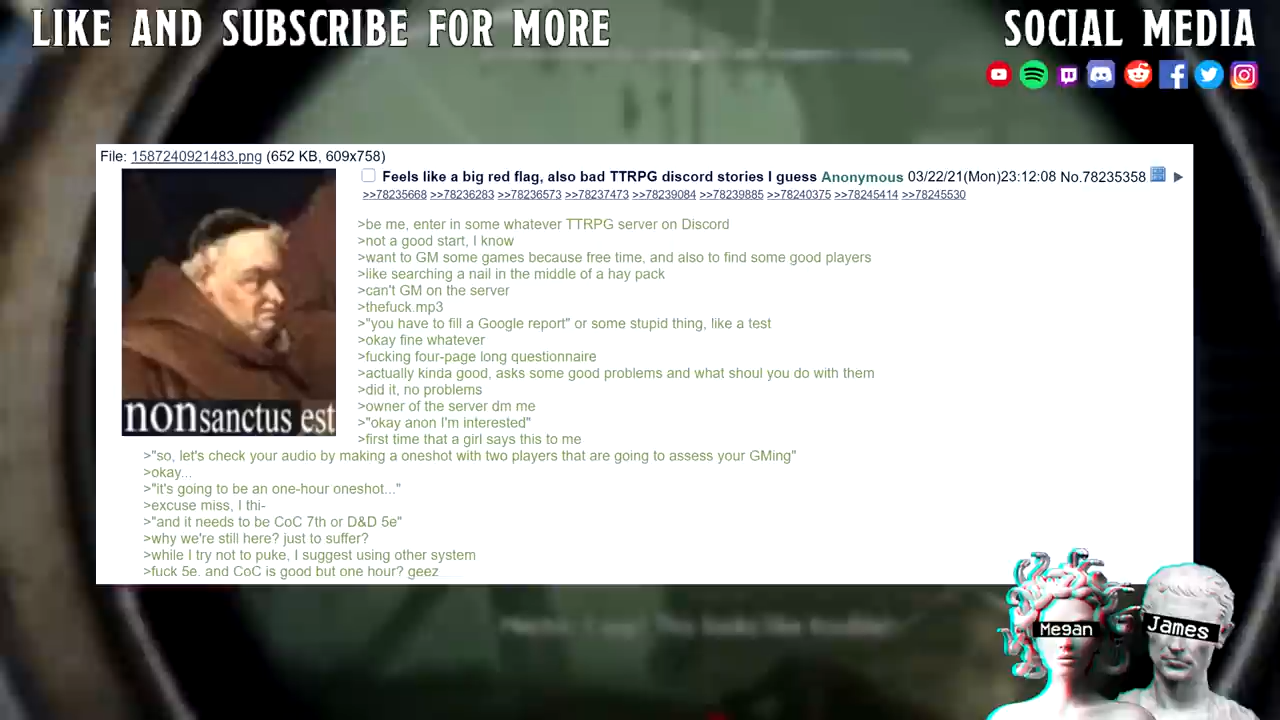 LIKE AND SUBSCRIBE FOR MORE
SOCIAL MEDIA
File: 1587240921483.png (652 KB, 609x758)
Feels like a big red flag, also bad TTRPG discord stories I guess Anonymous 03/22/21(Mon)23:12:08 No.78235358
>>78235668 >>78236283 >>78236573 >>78237473 >>78239084 >>78239885 >>78240375 >>78245414 >>78245530
>be me, enter in some whatever TTRPG server on Discord
>not a good start, I know
>want to GM some games because free time, and also to find some good players
>like searching a nail in the middle of a hay pack
>can't GM on the server
>thefuck.mp3
>"you have to fill a Google report" or some stupid thing, like a test
>okay fine whatever
>fucking four-page long questionnaire
>actually kinda good, asks some good problems and what shoul you do with them
>did it, no problems
>owner of the server dm me
>"okay anon I'm interested"
>first time that a girl says this to me
nonsanctus est
>"so, let's check your audio by making a oneshot with two players that are going to assess your GMing"
>okay...
>"it's going to be an one-hour oneshot..."
>excuse miss, I thi-
>"and it needs to be CoC 7th or D&D 5e"
>why we're still here? just to suffer?
>while I try not to puke, I suggest using other system
>fuck 5e, and CoC is good but one hour? geez
Megan
James